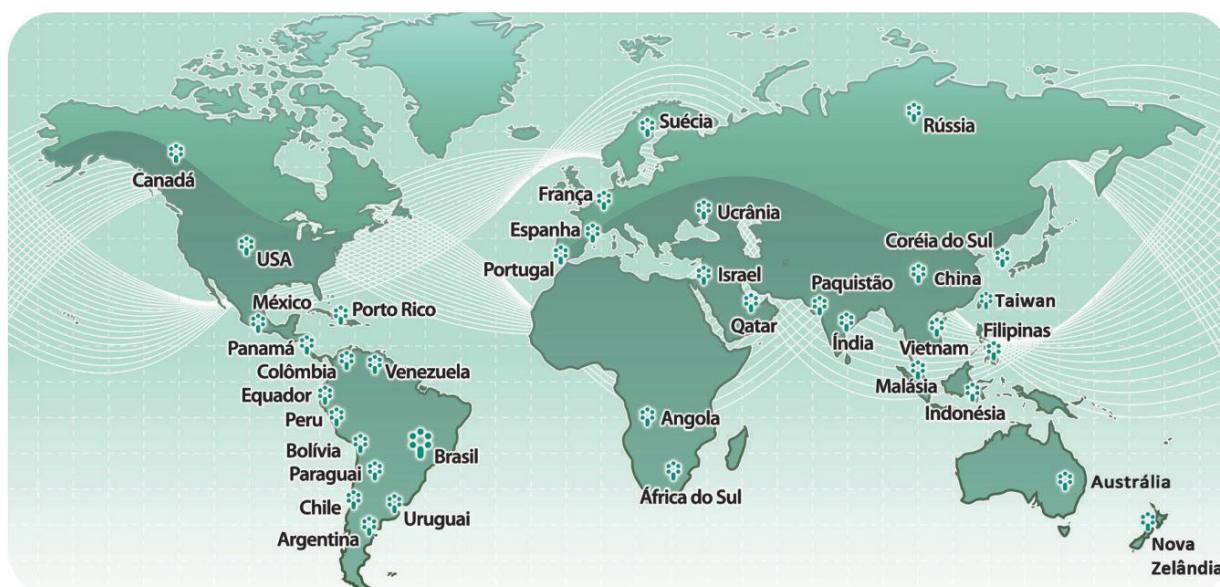 Suécia
Rússia
Canadá
França
Ucrânia
Espanha
Coréia do Sul
USA
Portugal
Israel
China
Paquistão
México
Porto Rico
Taiwan
Qatar
Índia
Filipinas
Panamá
Vietnam
Colômbia
Venezuela
Malásia
Equador
Indonésia
Peru
Angola
Bolívia
Brasil
Paraguai
África do Sul
Austrália
Chile
Uruguai
Argentina
Nova
Zelândia